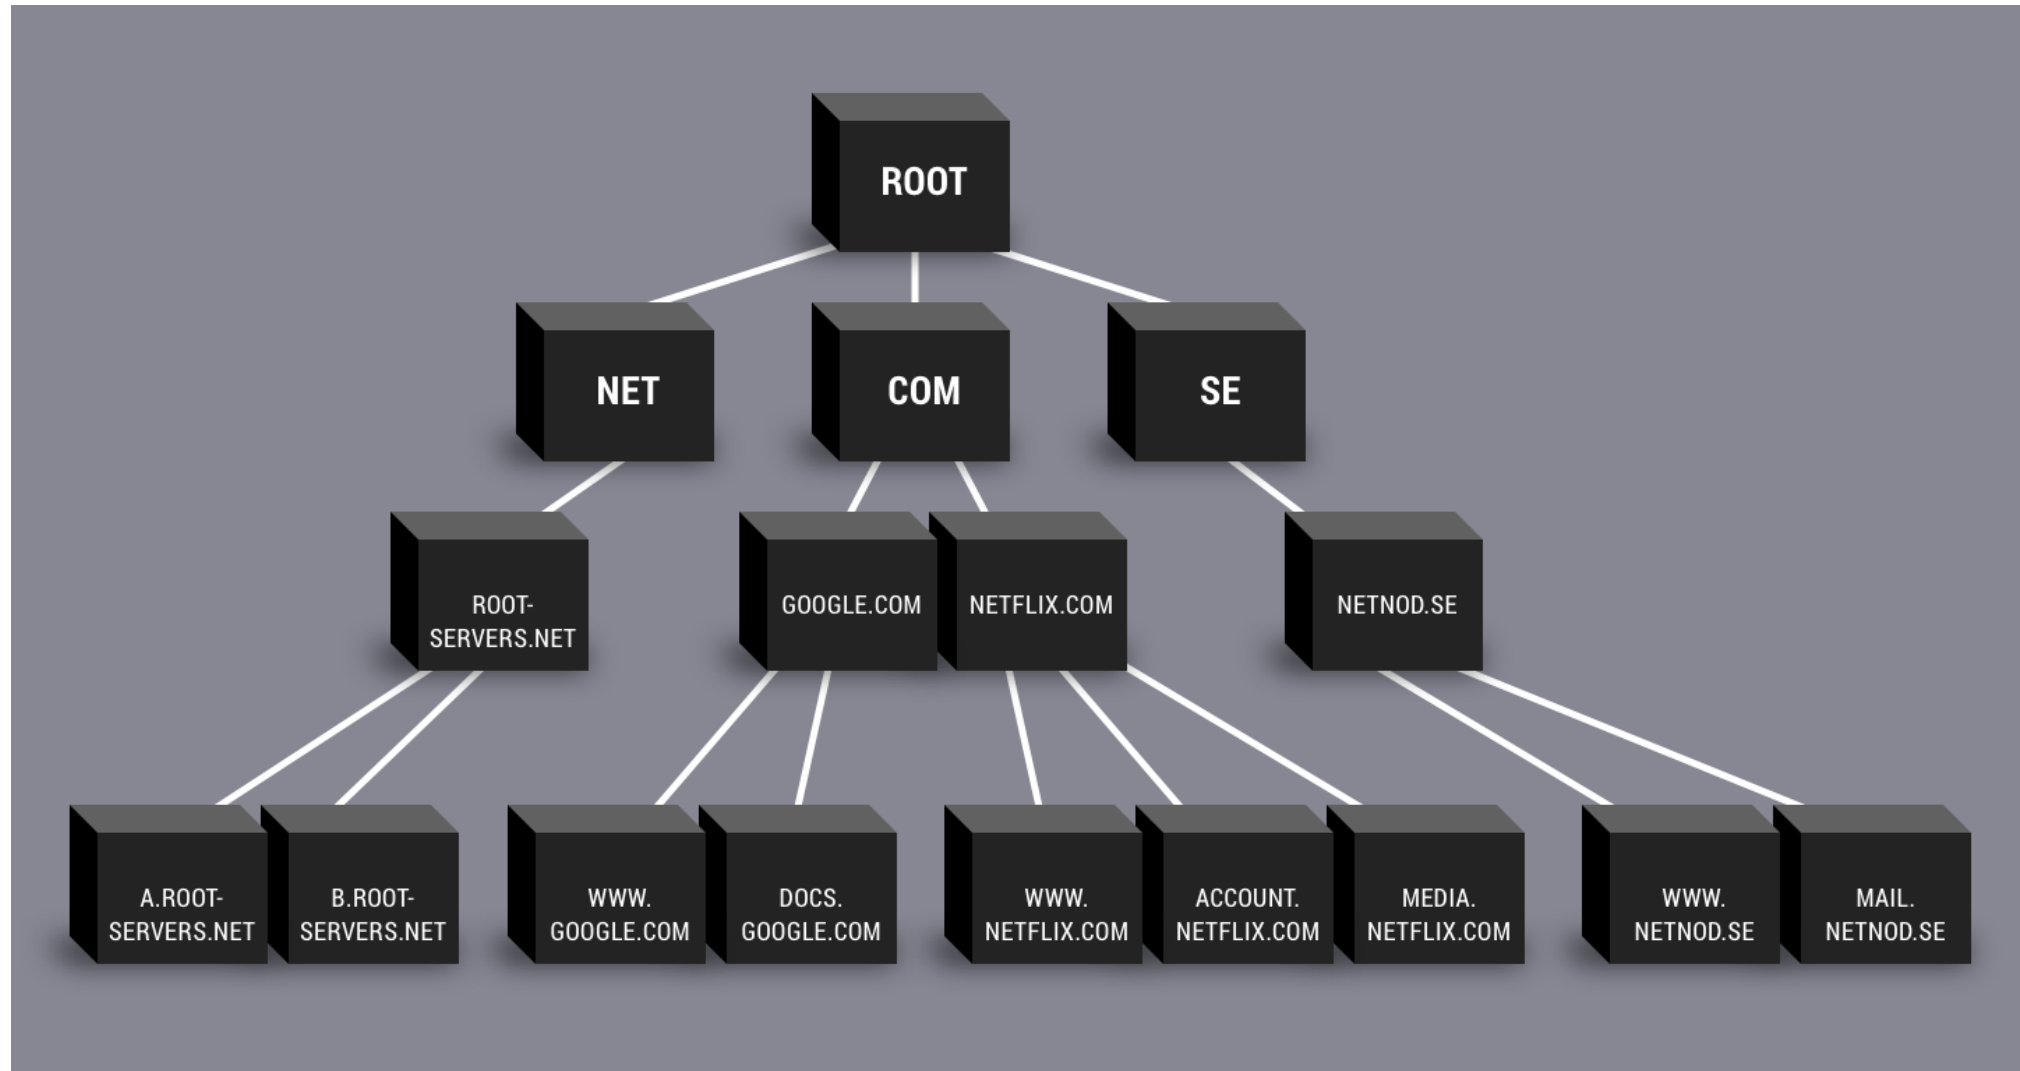 ROOT
NET
COM
SE
ROOT-
SERVERS.NET
GOOGLE.COM
NETFLIX.COM
NETNOD.SE
A.ROOT-
SERVERS.NET
B.ROOT-
SERVERS.NET
WWW.
GOOGLE.COM
DOCS.
GOOGLE.COM
WWW.
NETFLIX.COM
ACCOUNT.
NETFLIX.COM
MEDIA.
NETFLIX.COM
WWW.
NETNOD.SE
MAIL.
NETNOD.SE